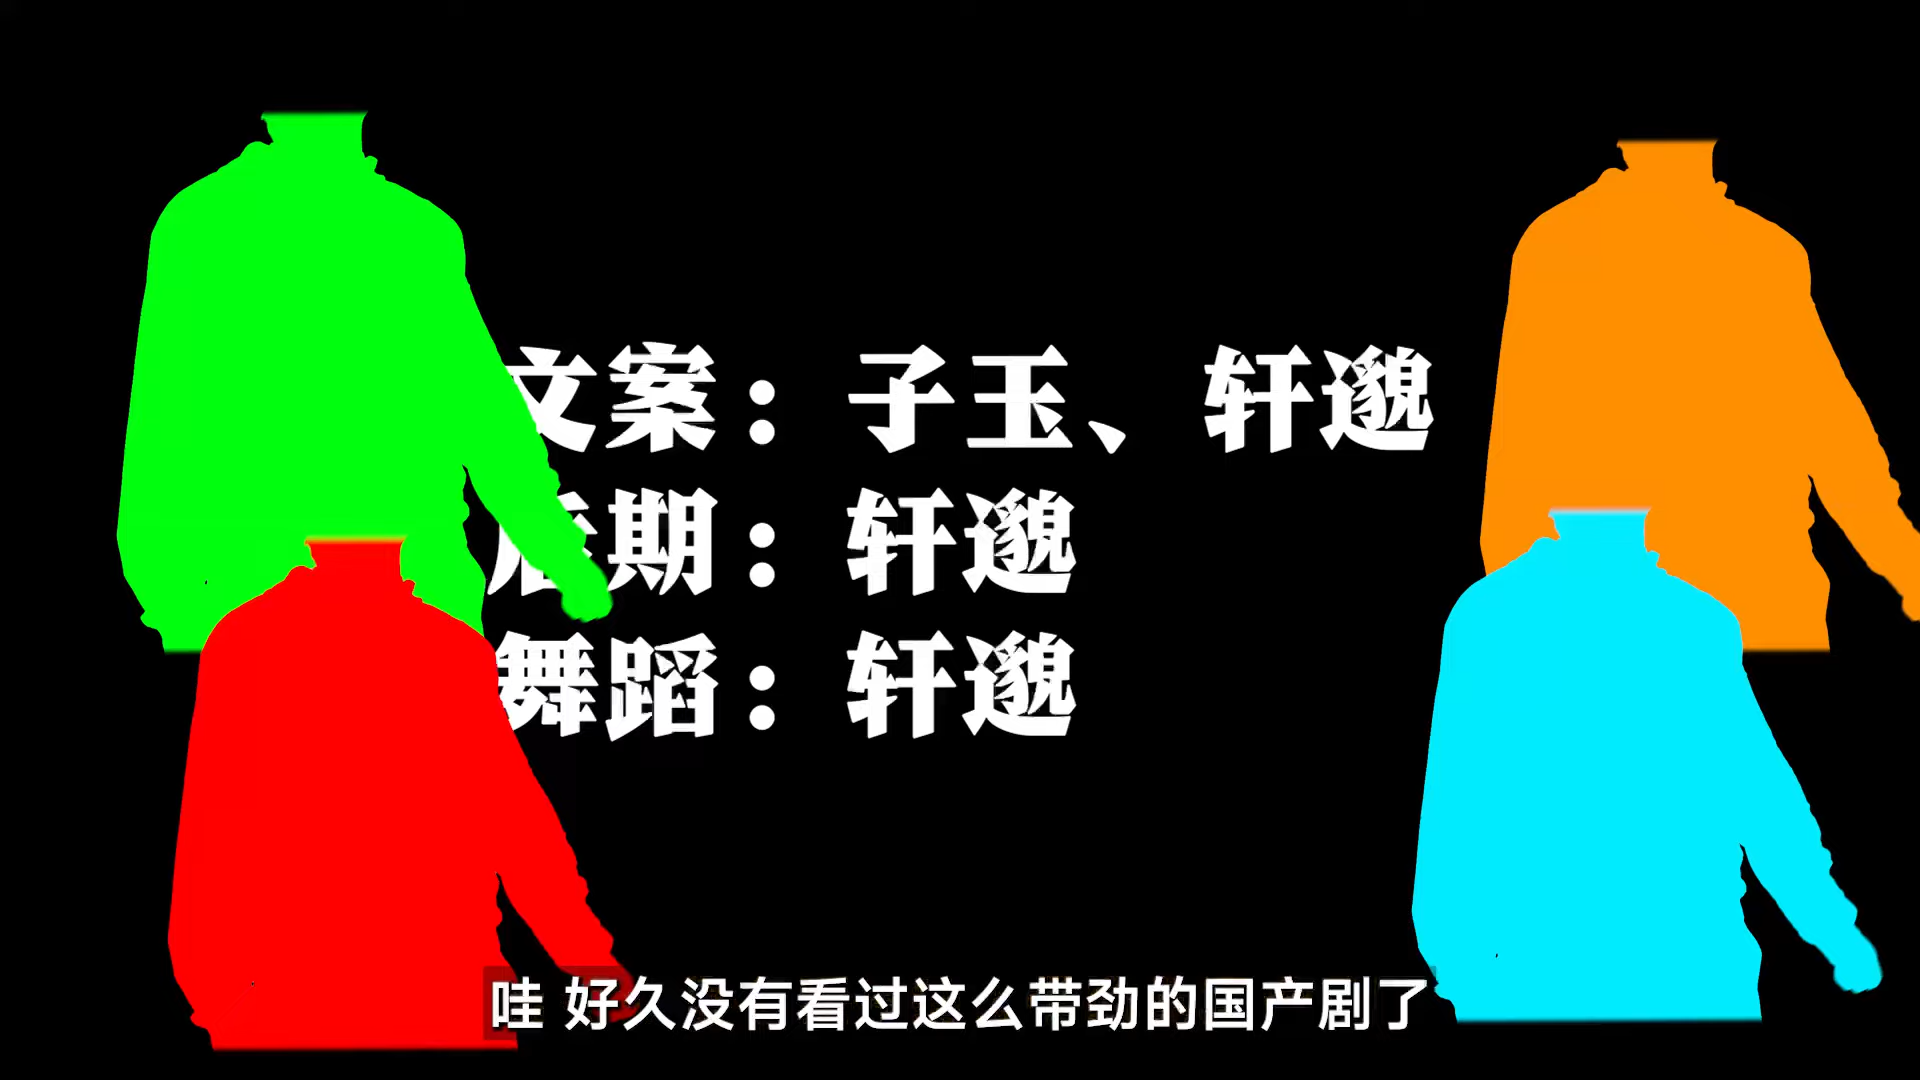 文案：子玉、轩邈
后期：轩邈
舞蹈：轩邈
哇 好久没有看过这么带劲的国产剧了